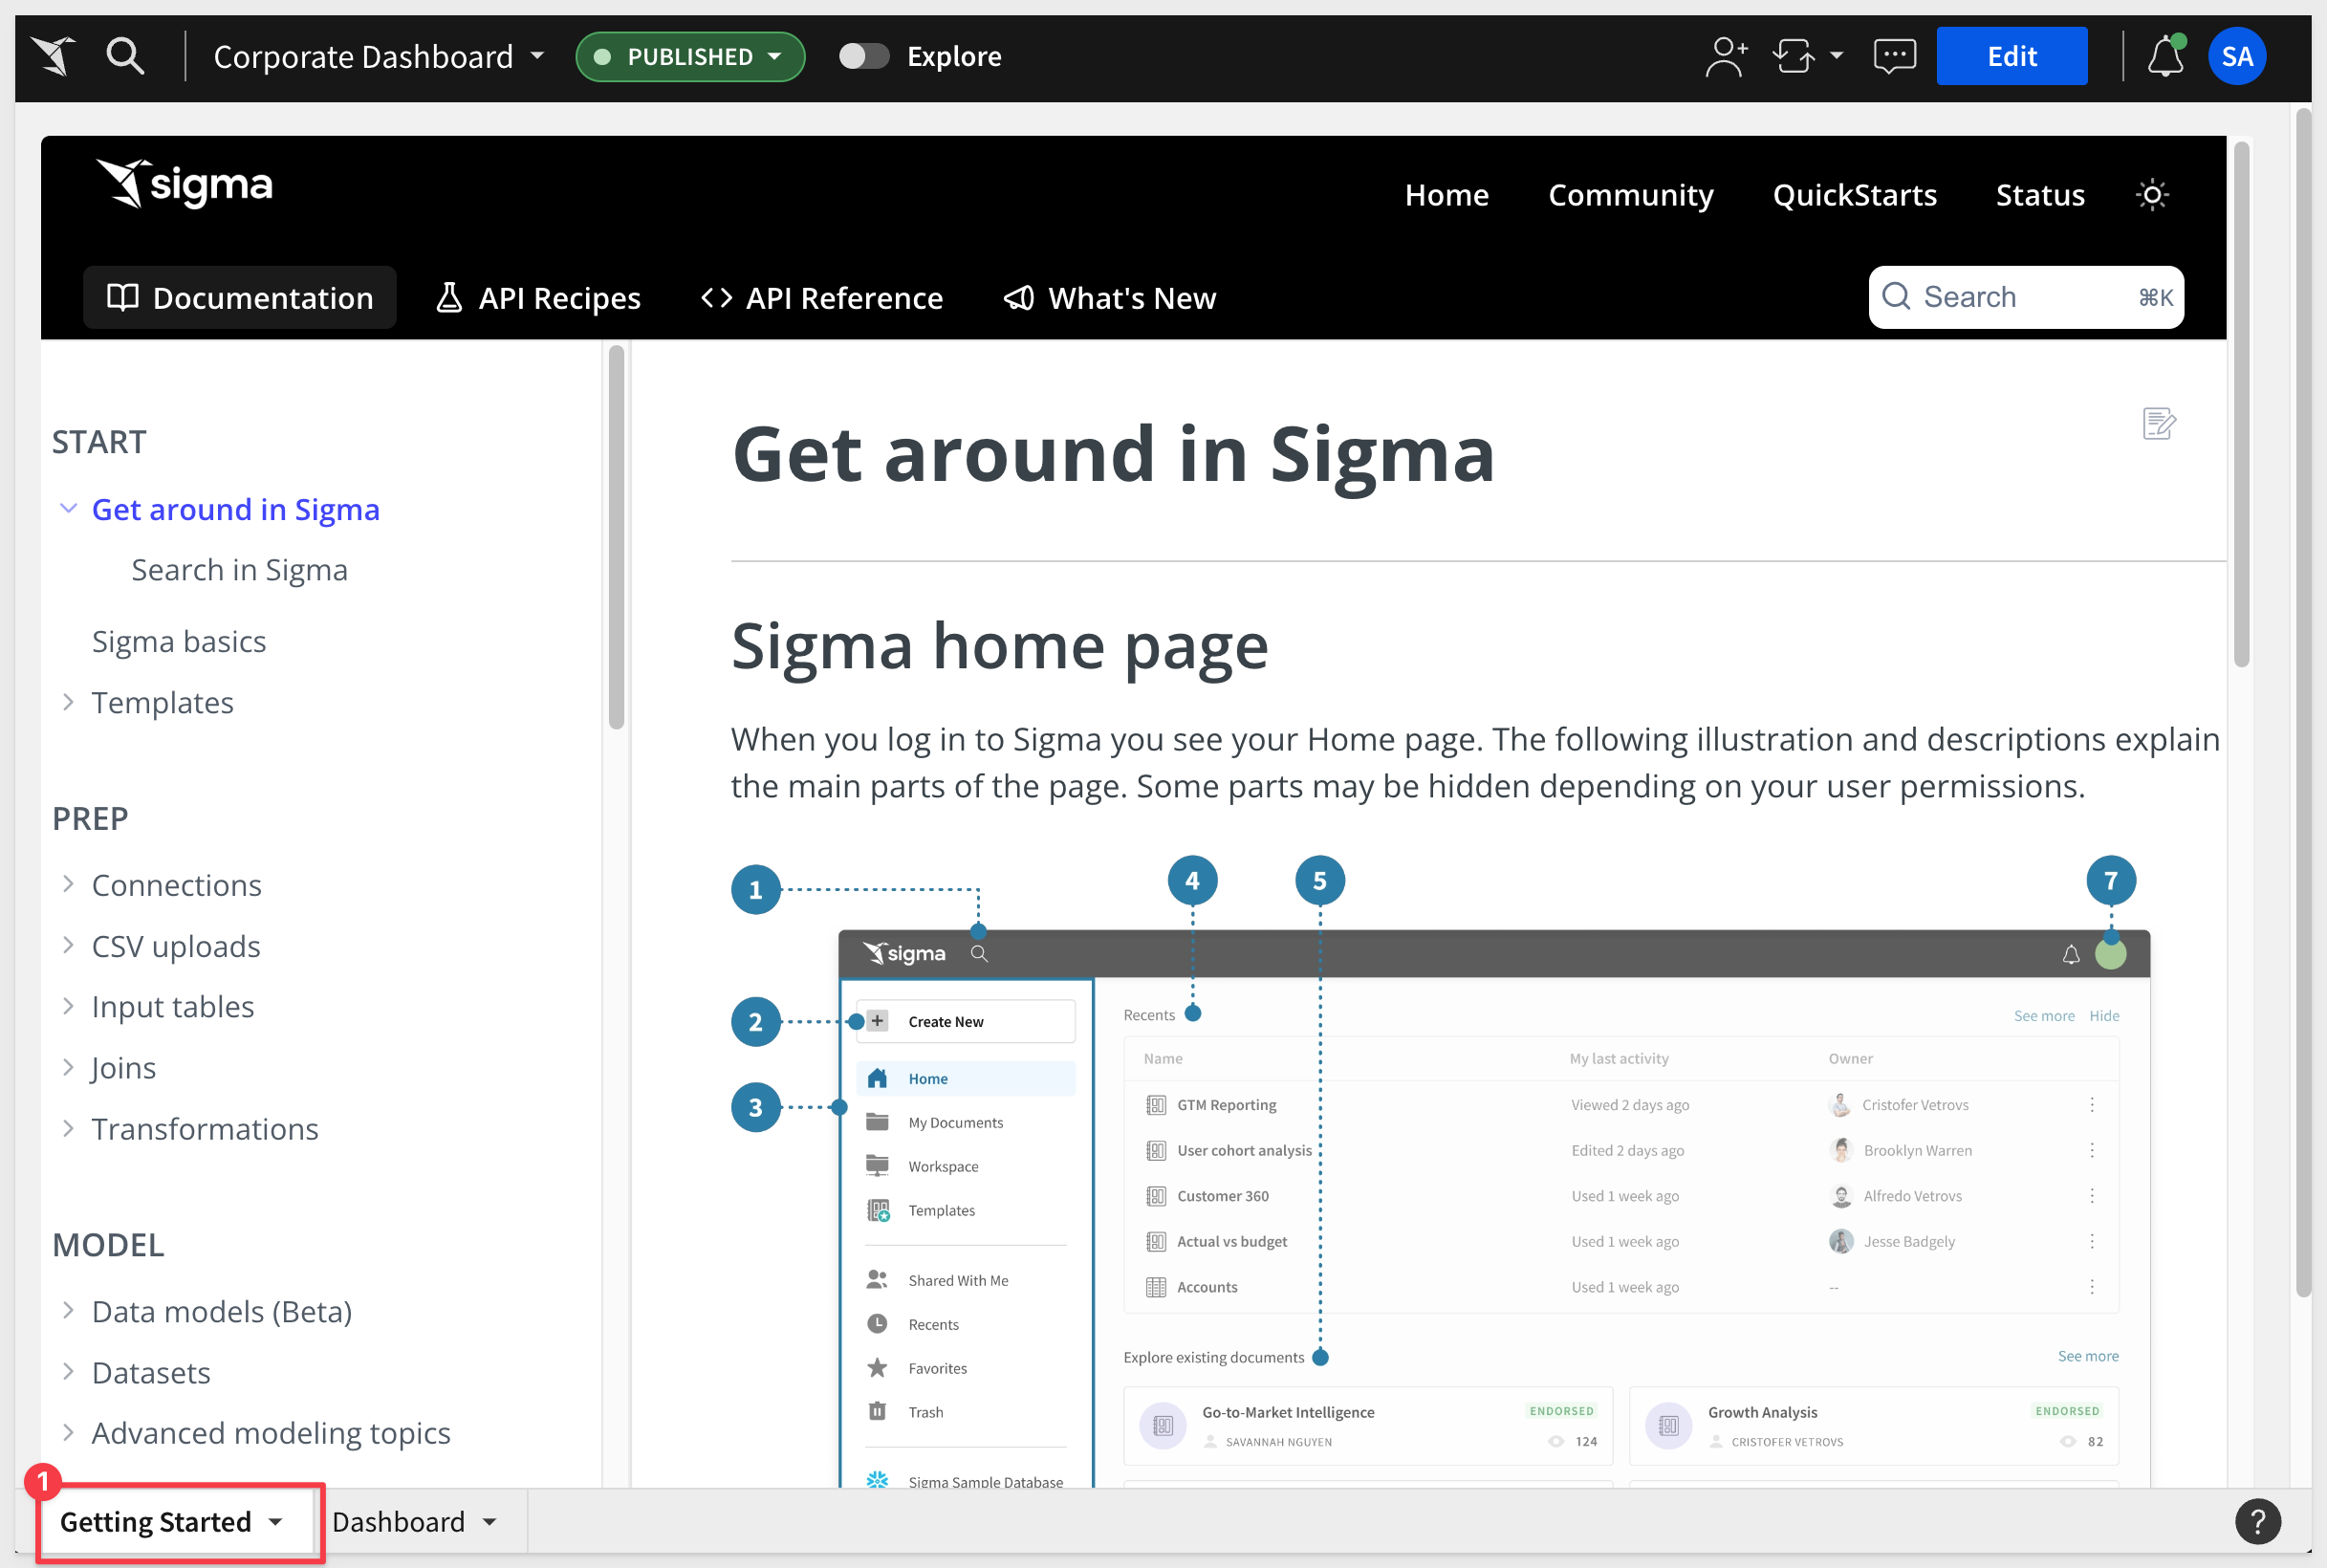 Corporate Dashboard PUBLISHED Explore Edit SA
sigma Home Community QuickStarts Status
Documentation API Recipes API Reference What's New Search ⌘K
START
Get around in Sigma
Search in Sigma
Sigma basics
Templates
PREP
Connections
CSV uploads
Input tables
Joins
Transformations
MODEL
Data models (Beta)
Datasets
Advanced modeling topics
Get around in Sigma
Sigma home page
When you log in to Sigma you see your Home page. The following illustration and descriptions explain
the main parts of the page. Some parts may be hidden depending on your user permissions.
1 4 5 7
sigma
2 Create New
Home
3
My Documents
Workspace
Templates
Shared With Me
Recents
Favorites
Trash
Sigma Sample Database
Recents See more Hide
Name My last activity Owner
GTM Reporting Viewed 2 days ago Cristofer Vetrovs
User cohort analysis Edited 2 days ago Brooklyn Warren
Customer 360 Used 1 week ago Alfredo Vetrovs
Actual vs budget Used 1 week ago Jesse Badgely
Accounts Used 1 week ago --
Explore existing documents See more
Go-to-Market Intelligence ENDORSED
SAVANNAH NGUYEN 124
Growth Analysis ENDORSED
CRISTOFER VETROVS 82
1
Getting Started Dashboard ?